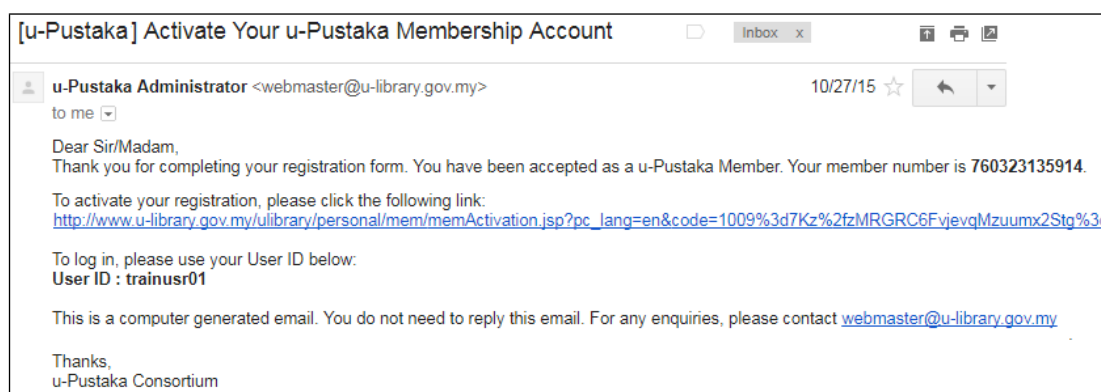 [u-Pustaka] Activate Your u-Pustaka Membership Account Inbox x
u-Pustaka Administrator <webmaster@u-library.gov.my> 10/27/15
to me
Dear Sir/Madam,
Thank you for completing your registration form. You have been accepted as a u-Pustaka Member. Your member number is 760323135914.
To activate your registration, please click the following link:
http://www.u-library.gov.my/ulibrary/personal/mem/memActivation.jsp?pc_lang=en&code=1009%3d7Kz%2fzMRGRC6FvjevqMzuumx2Stg%3
To log in, please use your User ID below:
User ID : trainusr01
This is a computer generated email. You do not need to reply this email. For any enquiries, please contact webmaster@u-library.gov.my
Thanks,
u-Pustaka Consortium